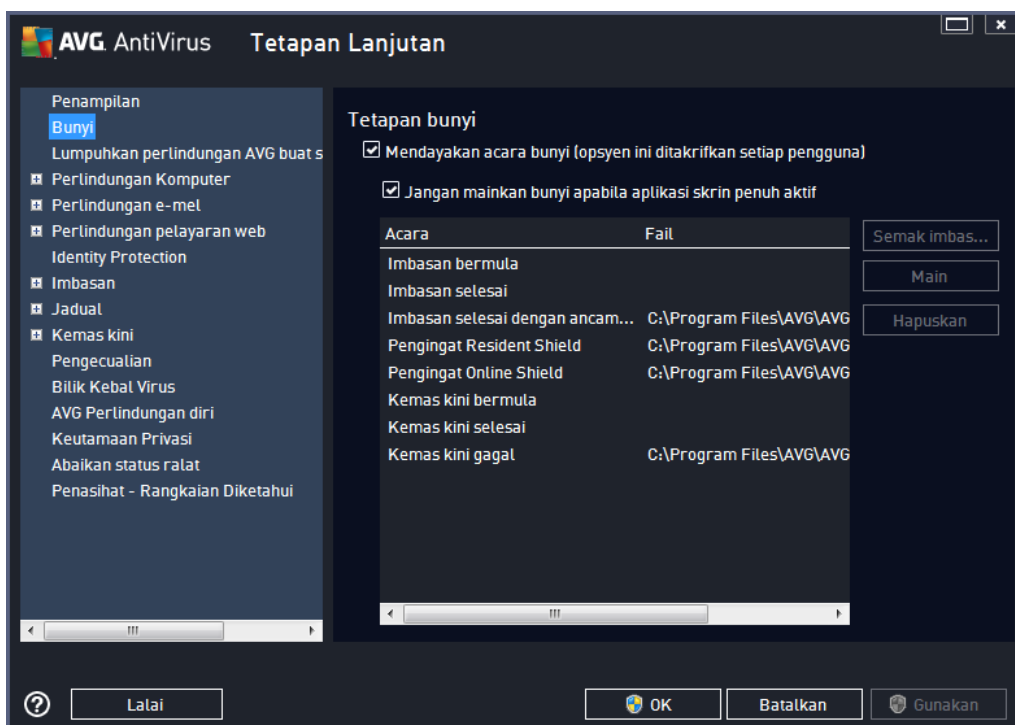 AVG. AntiVirus Tetapan Lanjutan
Penampilan
Bunyi
Lumpuhkan perlindungan AVG buat s
Perlindungan Komputer
Perlindungan e-mel
Perlindungan pelayaran web
Identity Protection
Imbasan
Jadual
Kemas kini
Pengecualian
Bilik Kebal Virus
AVG Perlindungan diri
Keutamaan Privasi
Abaikan status ralat
Penasihat - Rangkaian Diketahui
Tetapan bunyi
Mendayakan acara bunyi (opsyen ini ditakrifkan setiap pengguna)
Jangan mainkan bunyi apabila aplikasi skrin penuh aktif
Acara Fail
Imbasan bermula
Imbasan selesai
Imbasan selesai dengan ancam... C:\Program Files\AVG\AVG
Pengingat Resident Shield C:\Program Files\AVG\AVG
Pengingat Online Shield C:\Program Files\AVG\AVG
Kemas kini bermula
Kemas kini selesai
Kemas kini gagal C:\Program Files\AVG\AVG
Semak imbas...
Main
Hapuskan
Lalai
OK
Batalkan
Gunakan